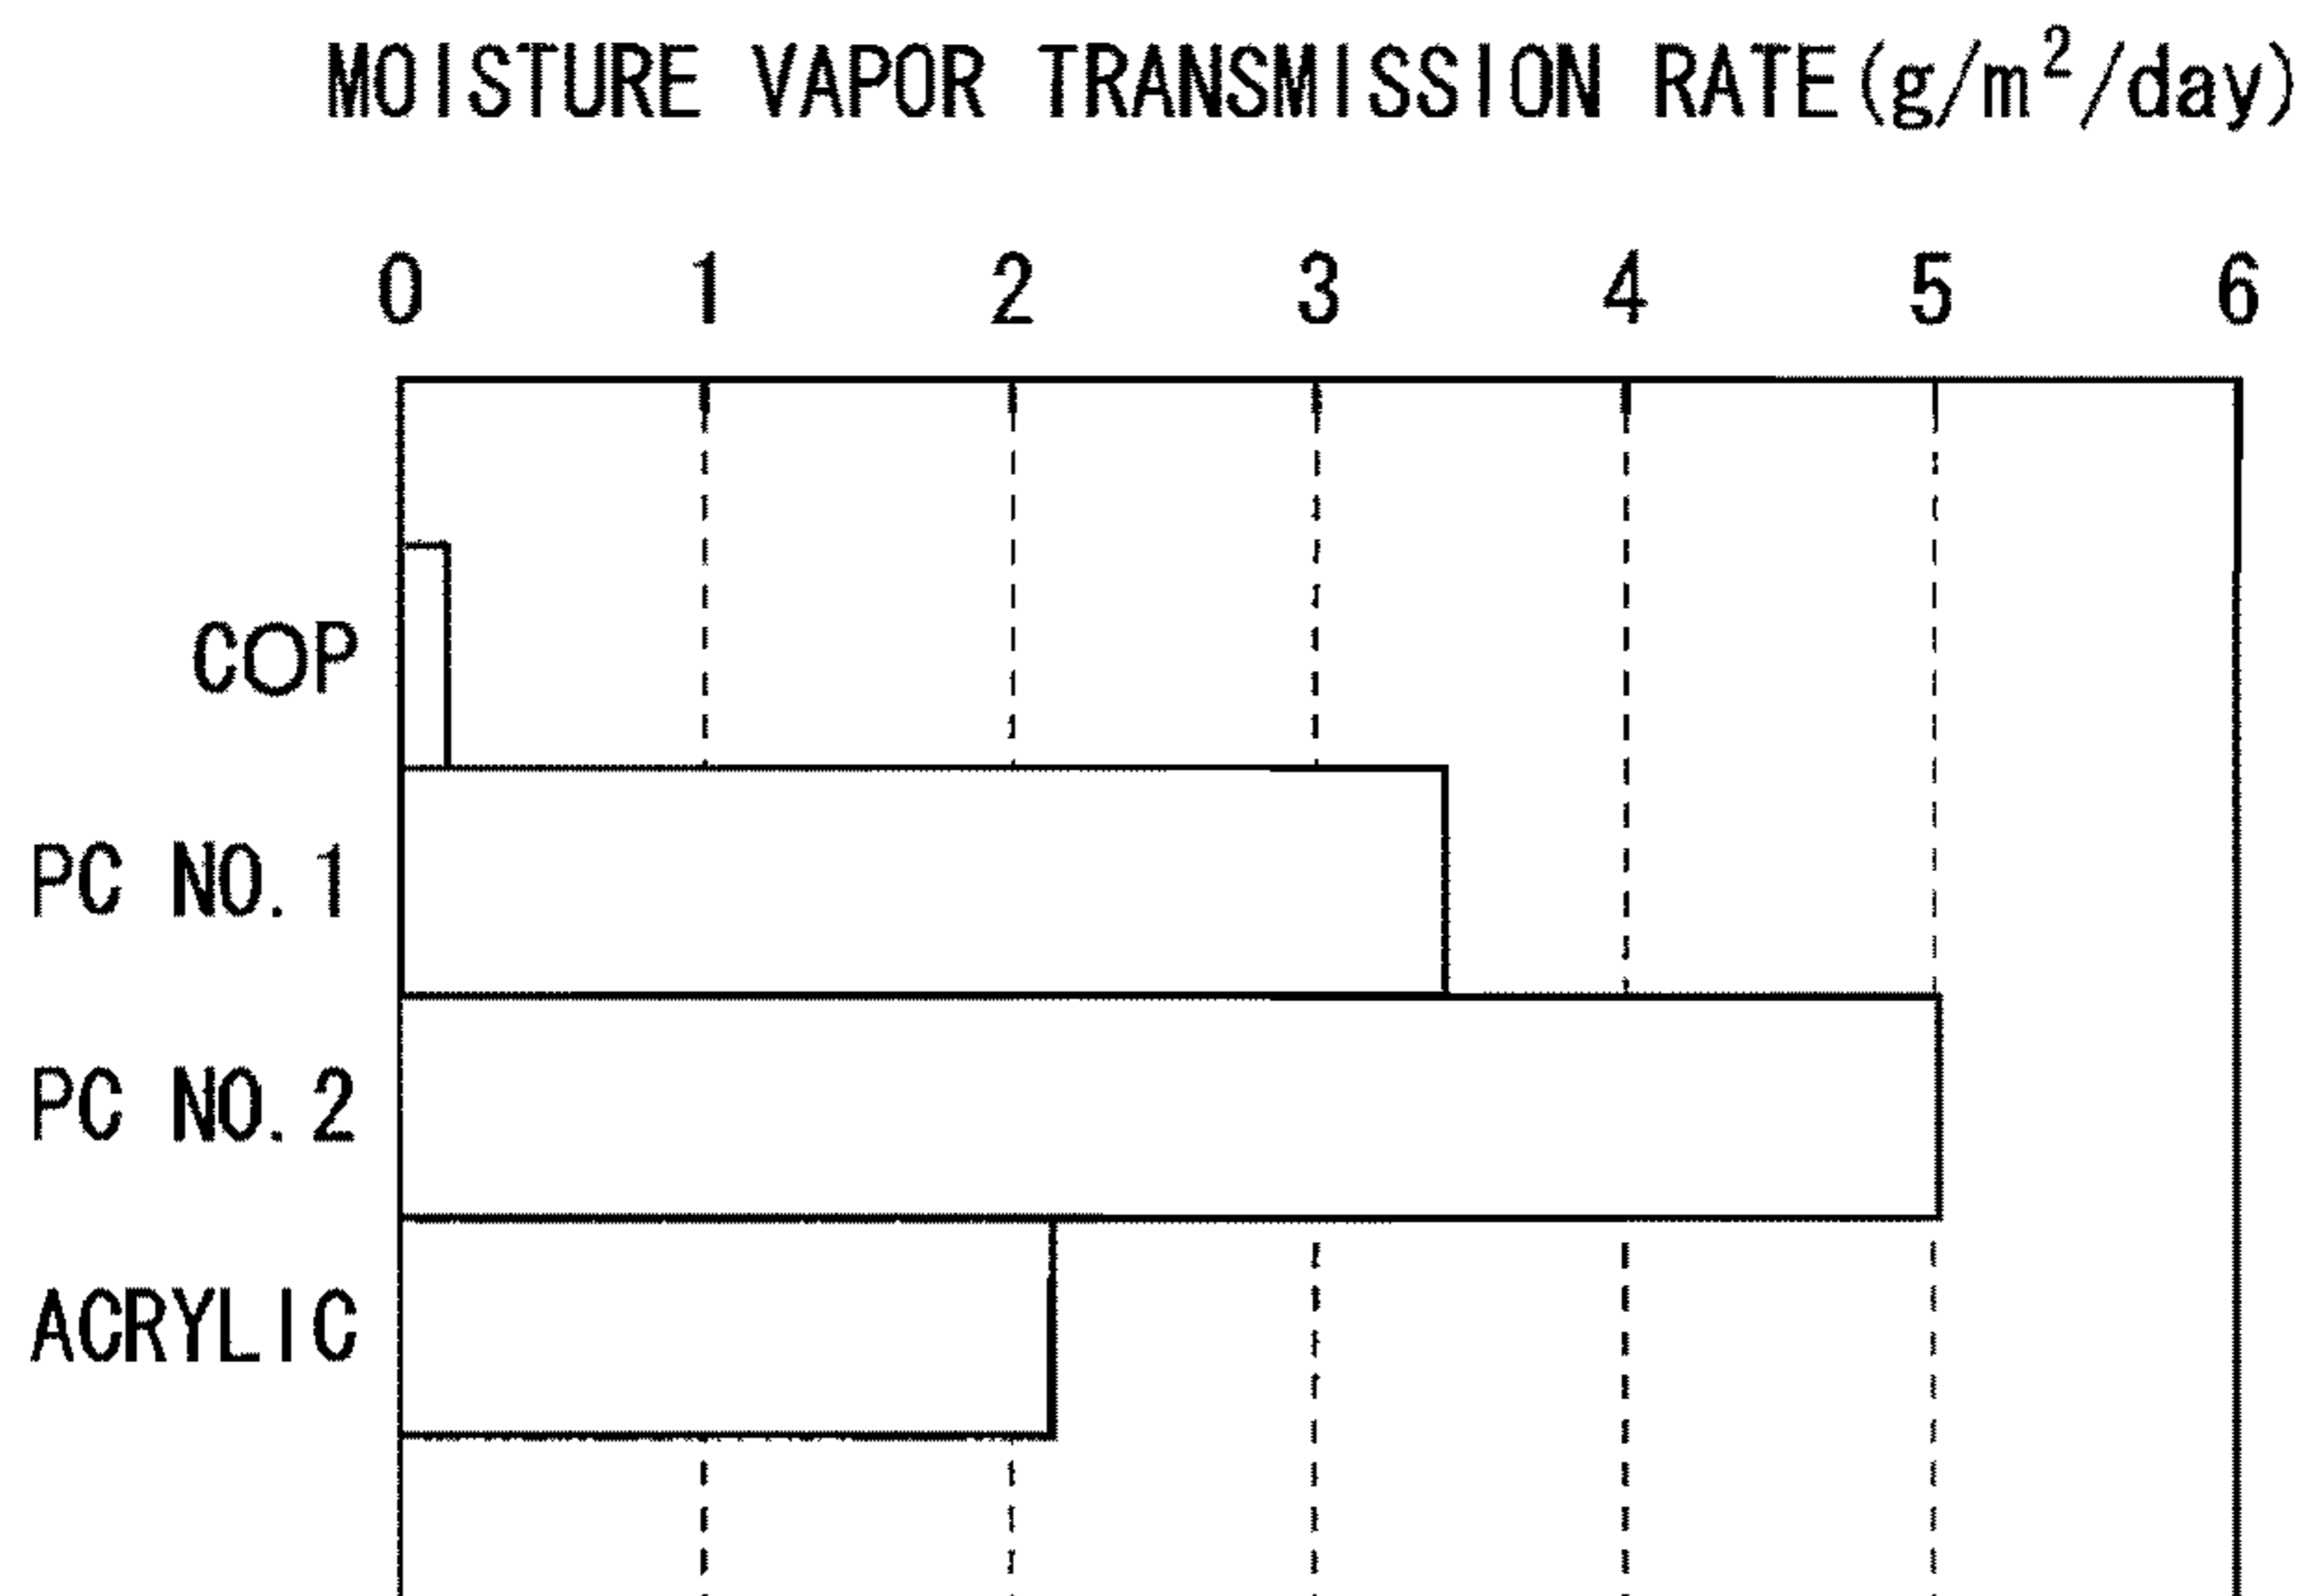 MOISTURE VAPOR TRANSMISSION RATE(g/m²/day)
0 1 2 3 4 5 6
COP
PC NO.1
PC NO.2
ACRYLIC